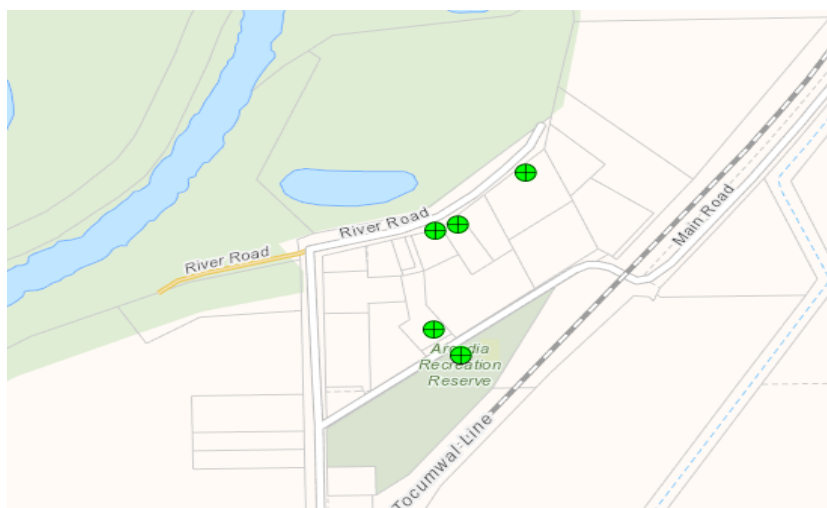 River Road
River Road
Main Road
Arcadia
Recreation
Reserve
Tocumwal Line